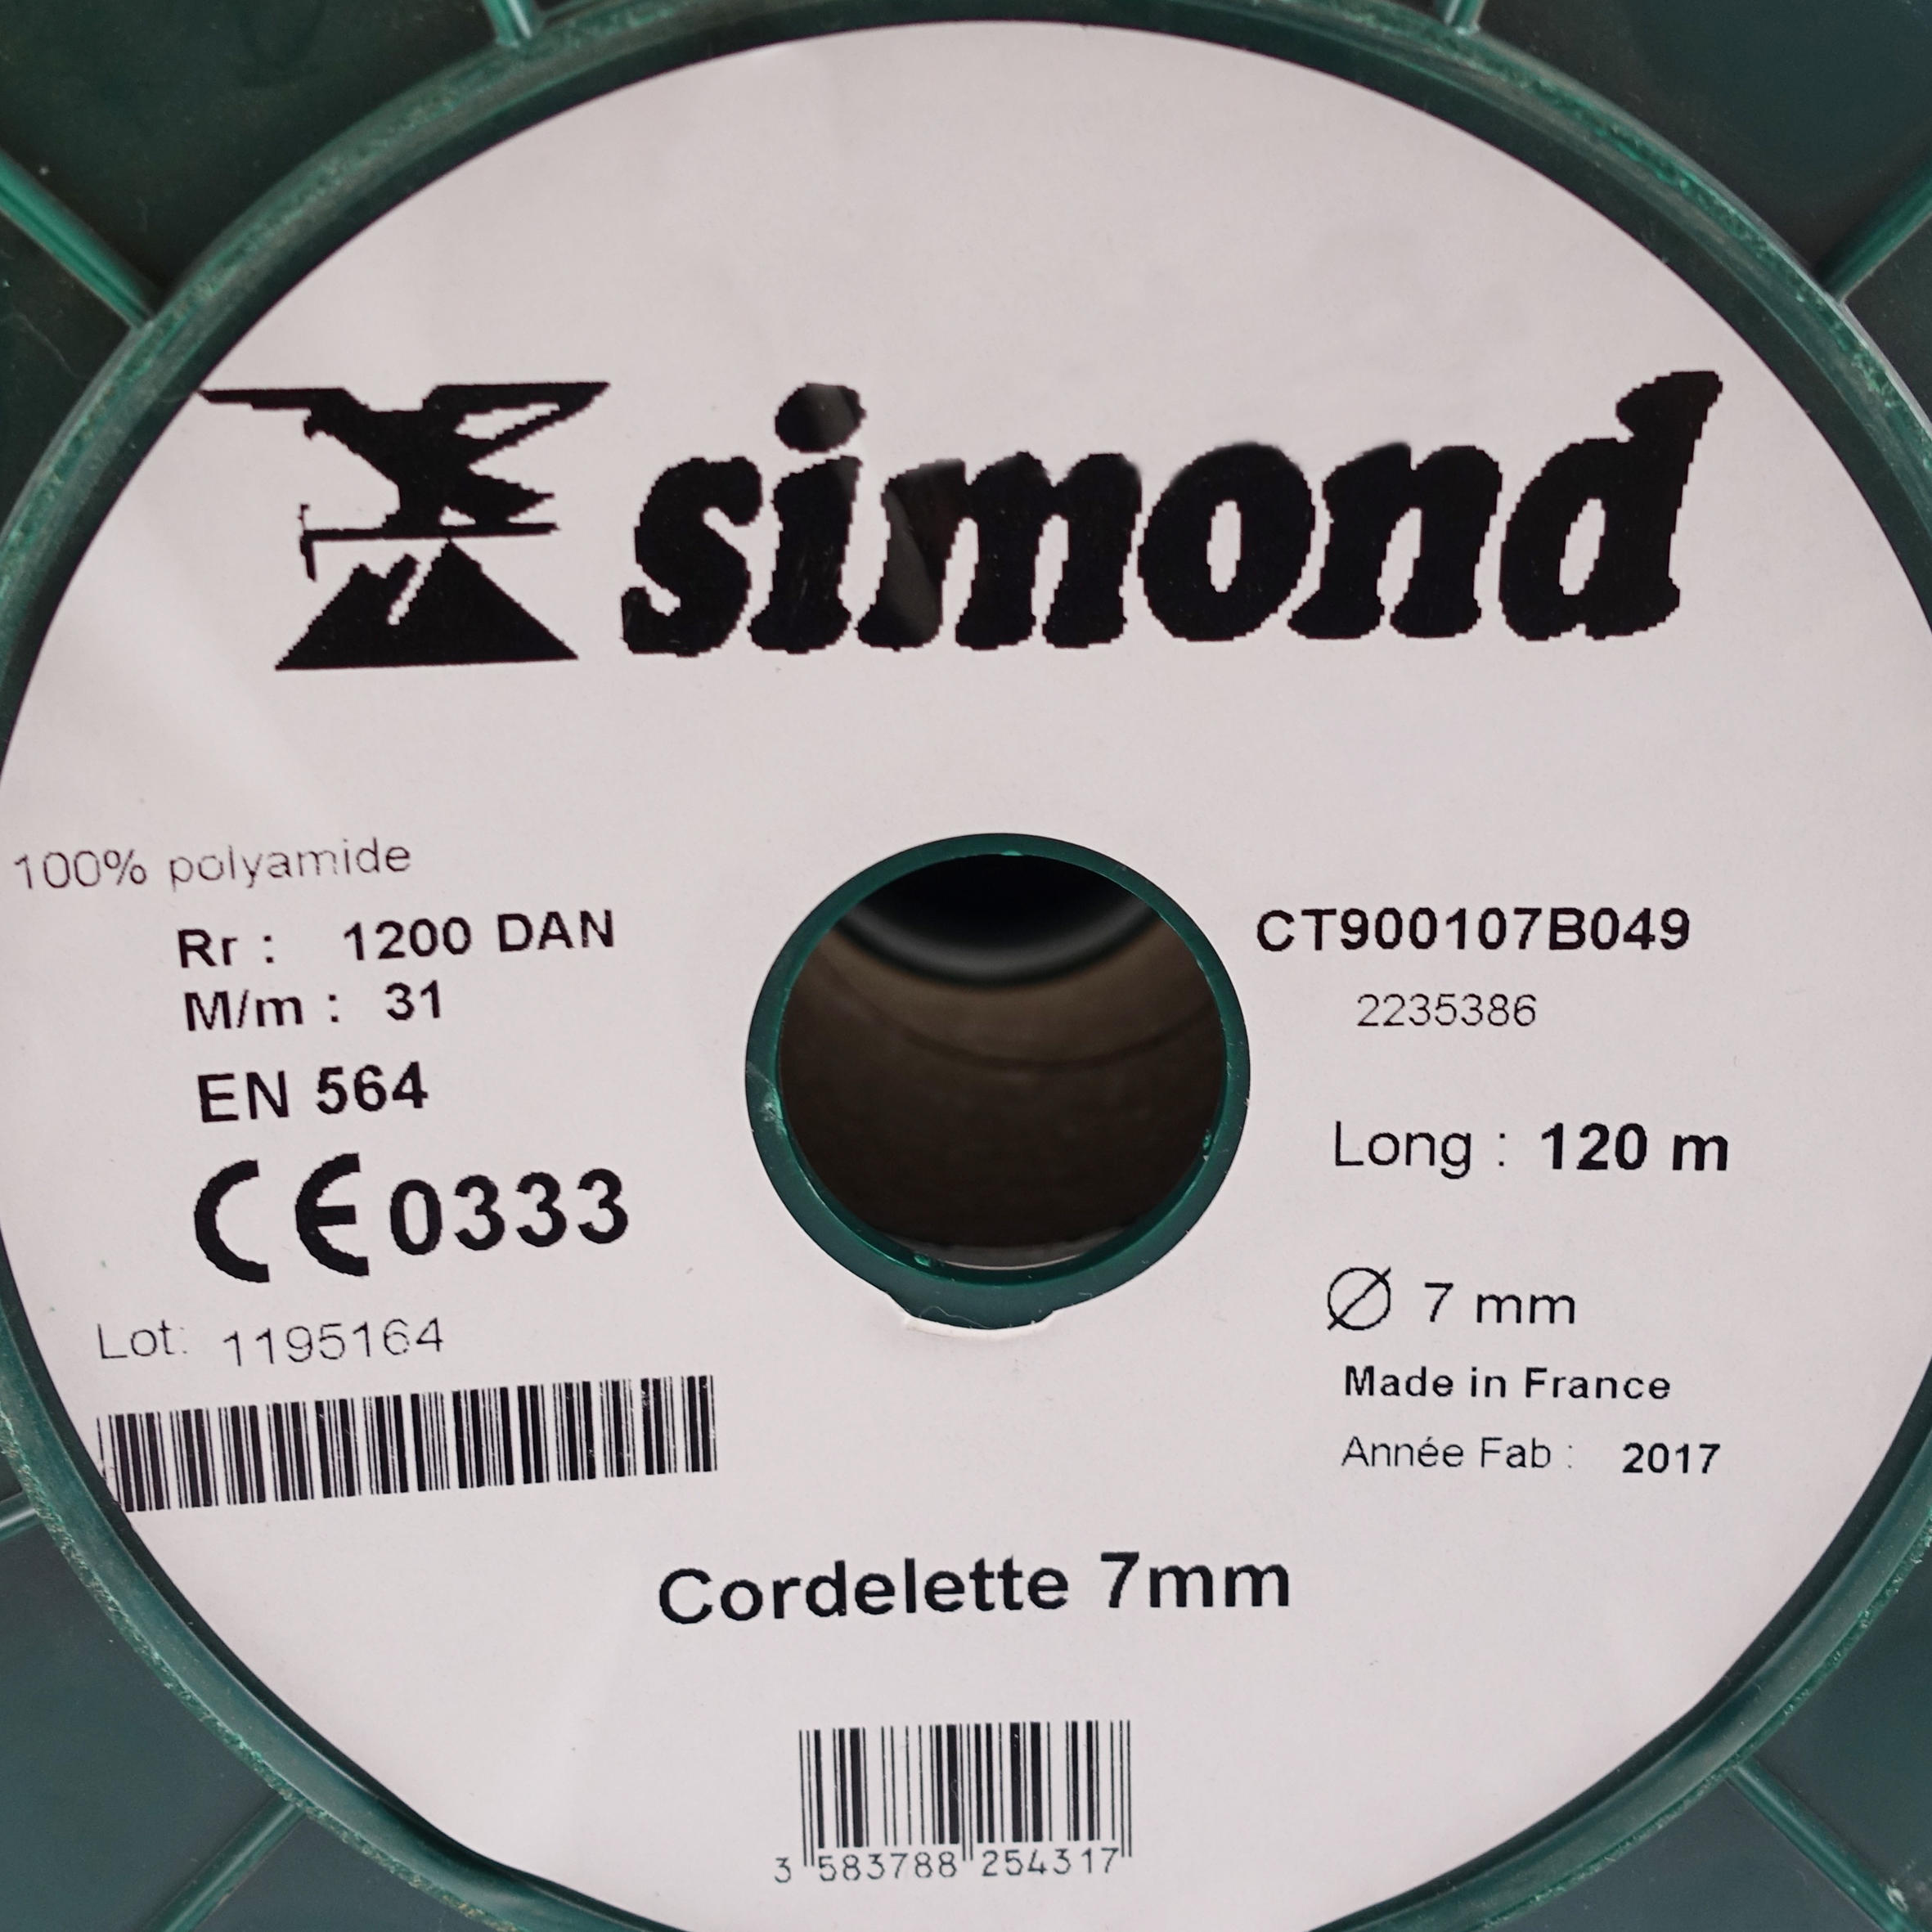 simond
100% polyamide
Rr : 1200 DAN
M/m : 31
EN 564
CE 0333
Lot: 1195164
CT900107B049
2235386
Long : 120 m
Ø 7 mm
Made in France
Année Fab : 2017
Cordelette 7mm
3 583788 254317